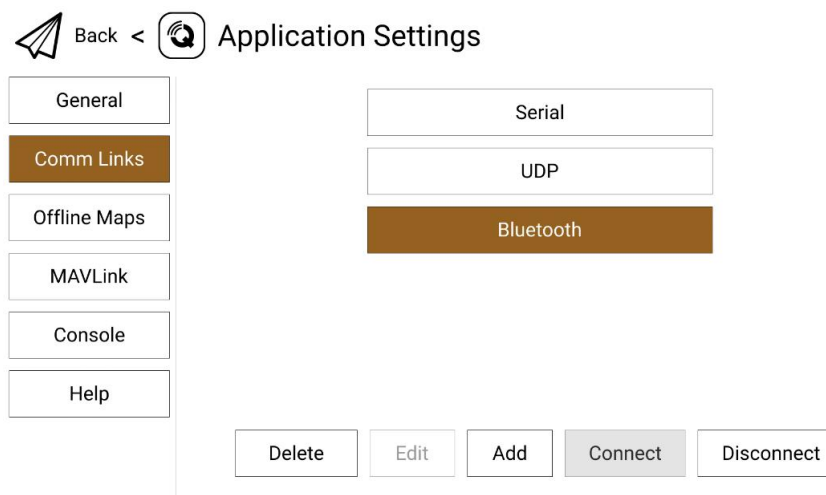 Back < Application Settings
General
Comm Links
Offline Maps
MAVLink
Console
Help
Serial
UDP
Bluetooth
Delete Edit Add Connect Disconnect